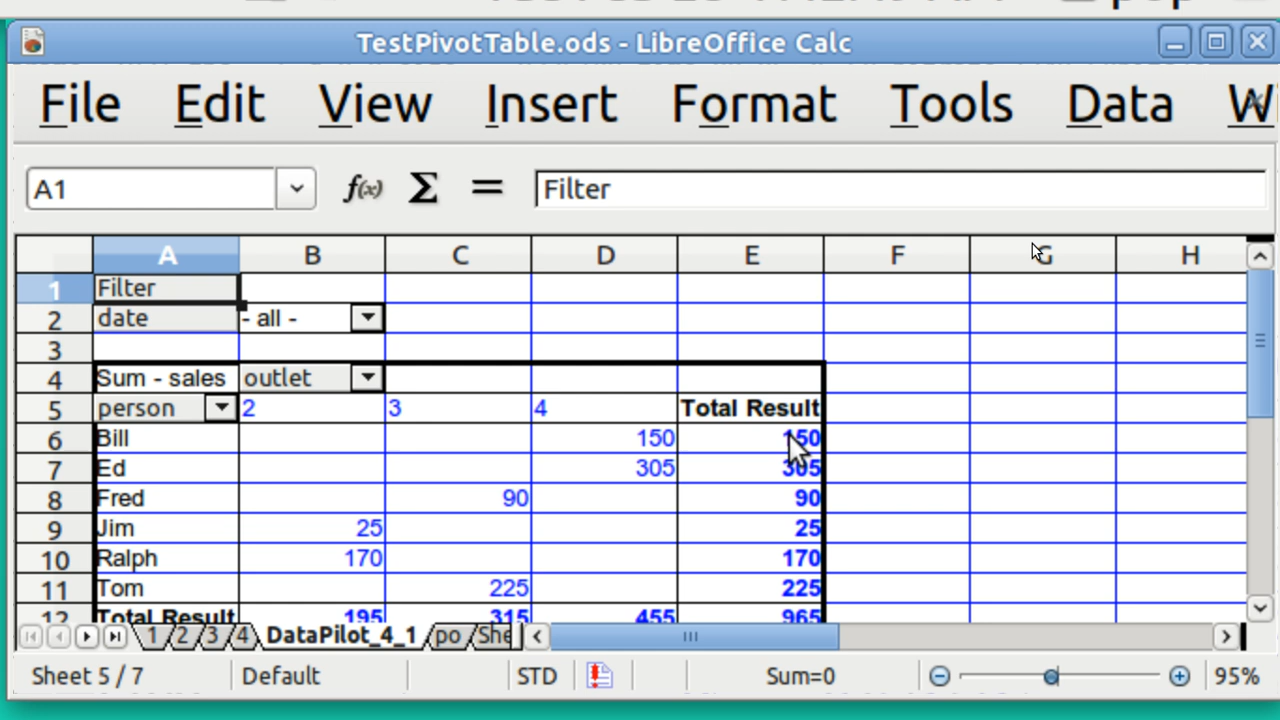 TestPivotTable.ods - LibreOffice Calc
File Edit View Insert Format Tools Data
A1 f(x) Σ = Filter
A B C D E F G H
1 Filter
2 date - all -
3
4 Sum - sales outlet
5 person 2 3 4 Total Result
6 Bill 150 150
7 Ed 305 305
8 Fred 90 90
9 Jim 25 25
10 Ralph 170 170
11 Tom 225 225
12 Total Result 195 315 455 965
1 2 3 4 DataPilot_4_1 po She
Sheet 5 / 7 Default STD Sum=0 95%